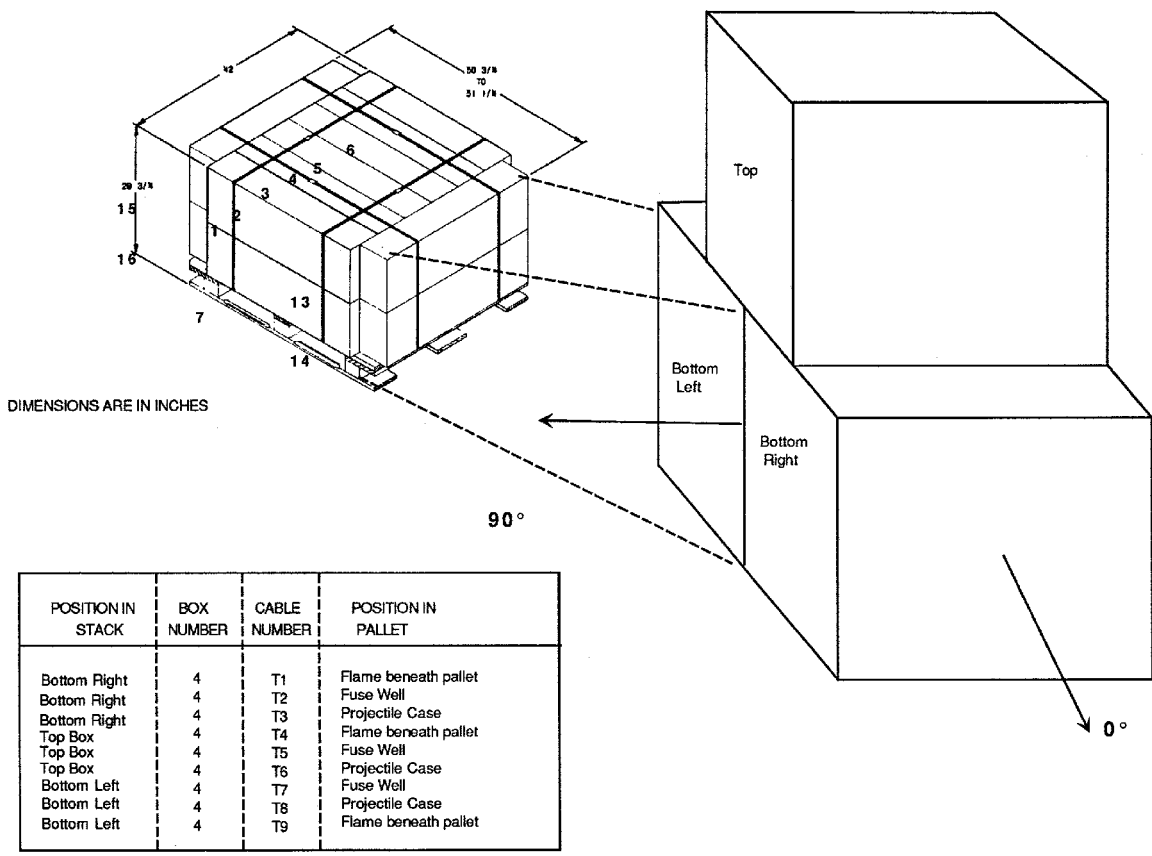 42
50 3/4
TO
51 1/4
Top
6
5
4
3
15
2
1
16
13
7
14
Bottom
Left
DIMENSIONS ARE IN INCHES
Bottom
Right
90°
0°
POSITION IN STACK BOX NUMBER CABLE NUMBER POSITION IN PALLET
Bottom Right 4 T1 Flame beneath pallet
Bottom Right 4 T2 Fuse Well
Bottom Right 4 T3 Projectile Case
Top Box 4 T4 Flame beneath pallet
Top Box 4 T5 Fuse Well
Top Box 4 T6 Projectile Case
Bottom Left 4 T7 Fuse Well
Bottom Left 4 T8 Projectile Case
Bottom Left 4 T9 Flame beneath pallet